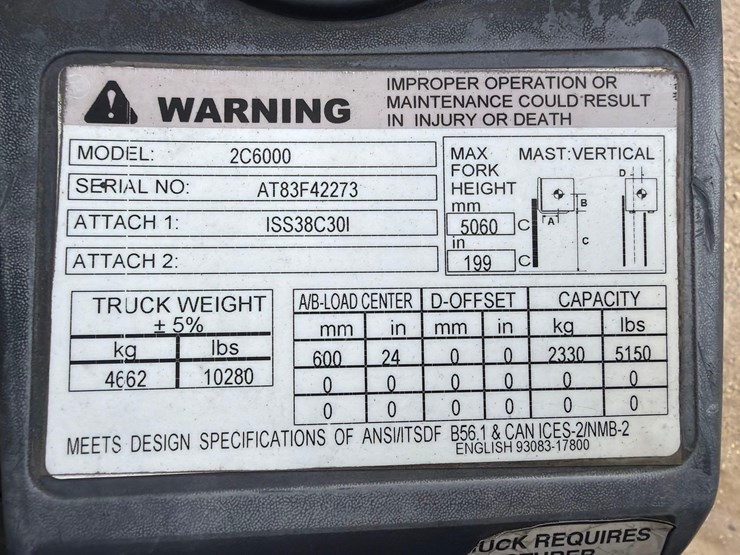 WARNING
IMPROPER OPERATION OR
MAINTENANCE COULD RESULT
IN INJURY OR DEATH
MODEL: 2C6000
SERIAL NO: AT83F42273
ATTACH 1: ISS38C30I
ATTACH 2:
MAX
FORK
HEIGHT
mm
5060 C
in
199 C
MAST:VERTICAL
D
B
A
C
TRUCK WEIGHT
± 5%
kg lbs
4662 10280
A/B-LOAD CENTER D-OFFSET CAPACITY
mm in mm in kg lbs
600 24 0 0 2330 5150
0 0 0 0 0 0
0 0 0 0 0 0
MEETS DESIGN SPECIFICATIONS OF ANSI/ITSDF B56.1 & CAN ICES-2/NMB-2
ENGLISH 93083-17800
REQUIRES